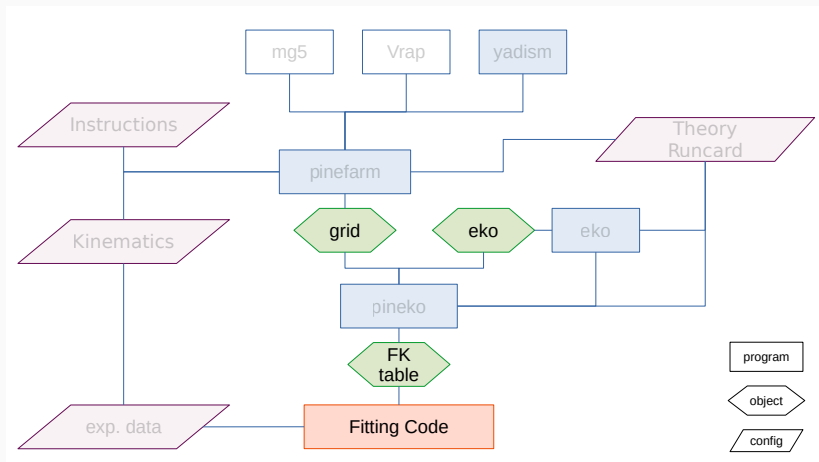 mg5
Vrap
yadism
Instructions
Theory
Runcard
pinefarm
Kinematics
grid
eko
eko
pineko
FK
table
program
object
config
exp. data
Fitting Code